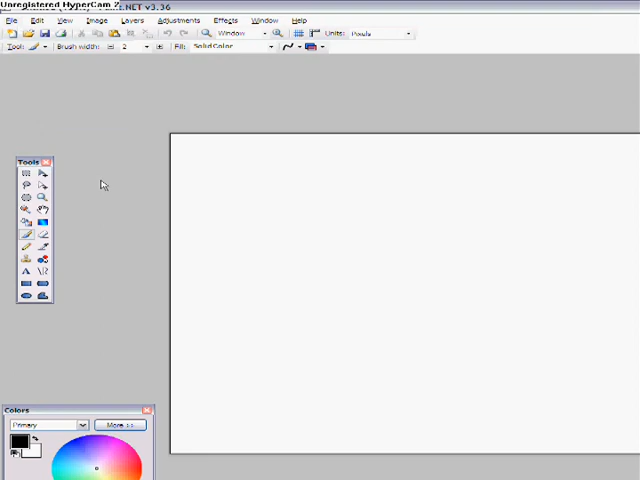 Unregistered HyperCam 2
Paint.NET v3.36
File Edit View Image Layers Adjustments Effects Window Help
Window Units: Pixels
Tool: Brush width: 2 Fill: Solid Color
Tools
Colors
Primary More >>